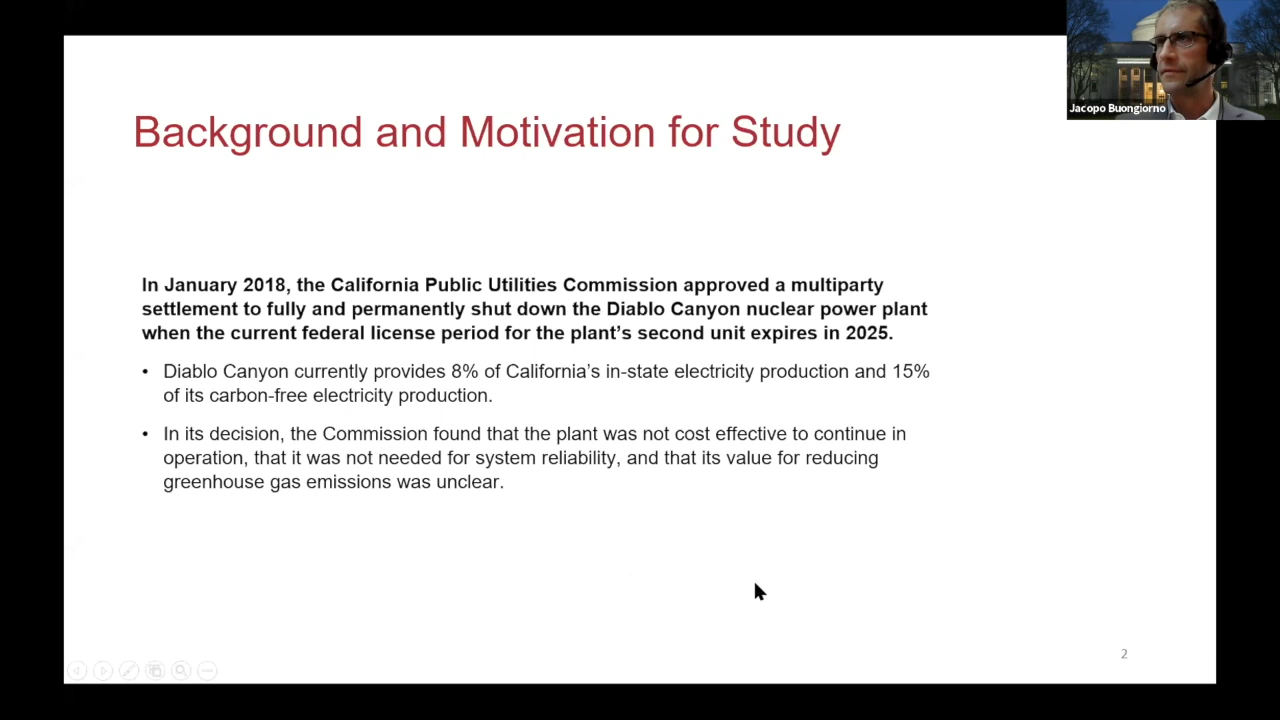 Jacopo Buongiorno
Background and Motivation for Study
In January 2018, the California Public Utilities Commission approved a multiparty
settlement to fully and permanently shut down the Diablo Canyon nuclear power plant
when the current federal license period for the plant's second unit expires in 2025.
• Diablo Canyon currently provides 8% of California's in-state electricity production and 15%
of its carbon-free electricity production.
• In its decision, the Commission found that the plant was not cost effective to continue in
operation, that it was not needed for system reliability, and that its value for reducing
greenhouse gas emissions was unclear.
2